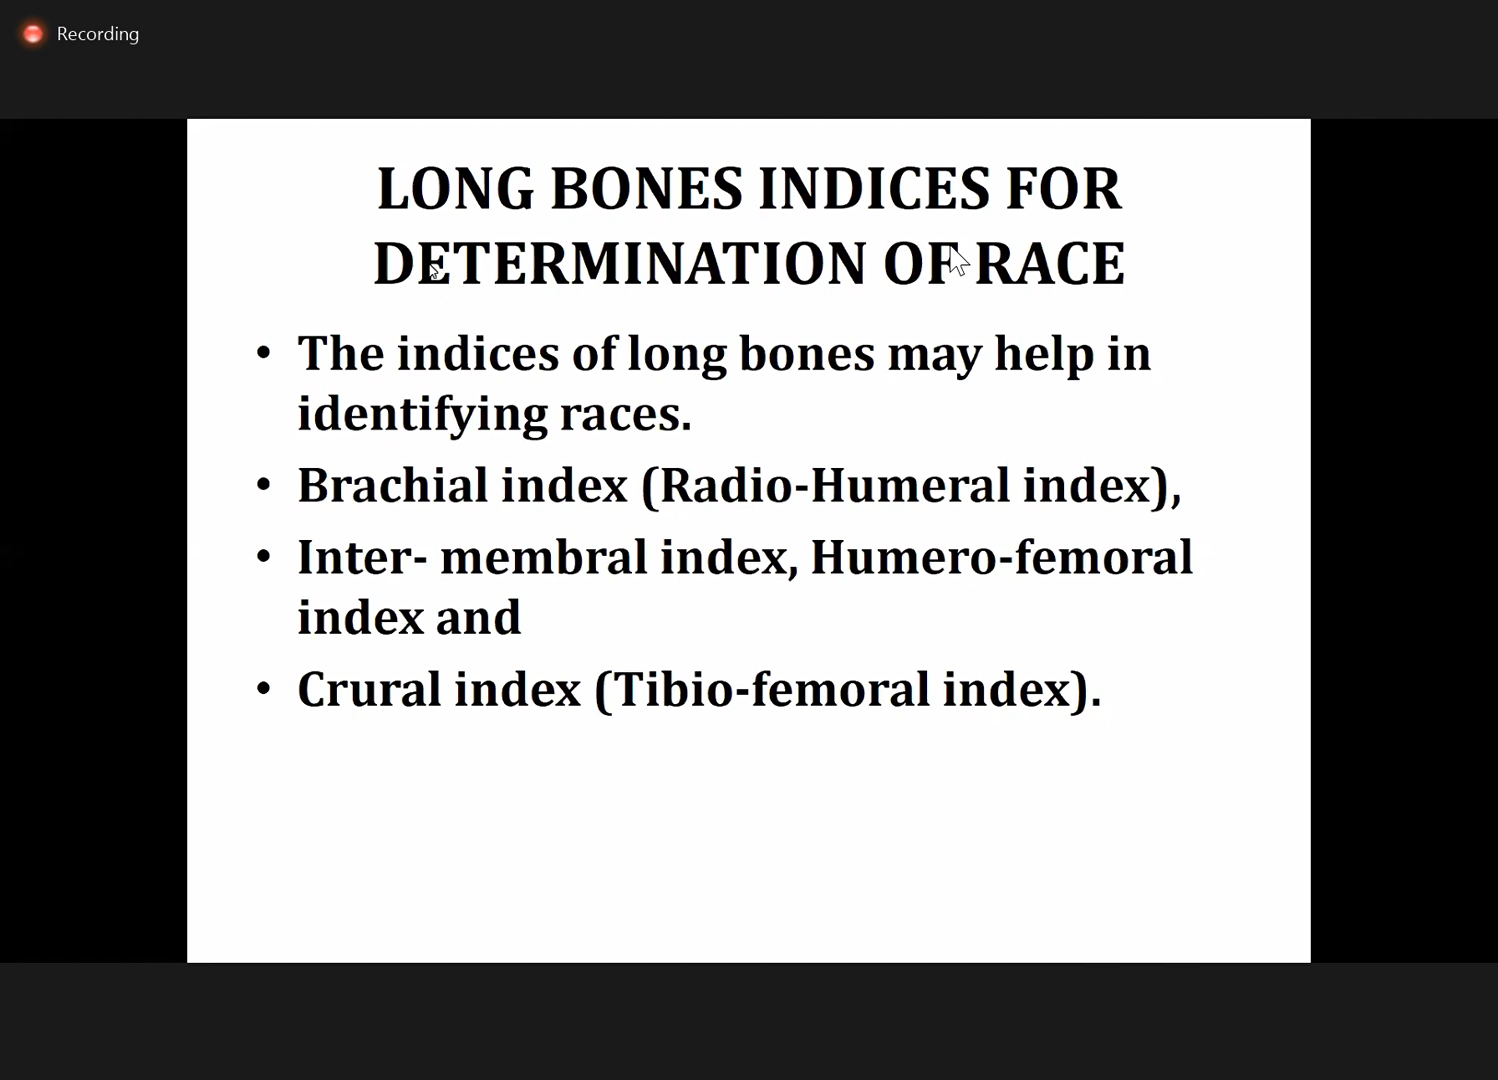 Recording
LONG BONES INDICES FOR
DETERMINATION OF RACE
• The indices of long bones may help in
identifying races.
• Brachial index (Radio-Humeral index),
• Inter- membral index, Humero-femoral
index and
• Crural index (Tibio-femoral index).